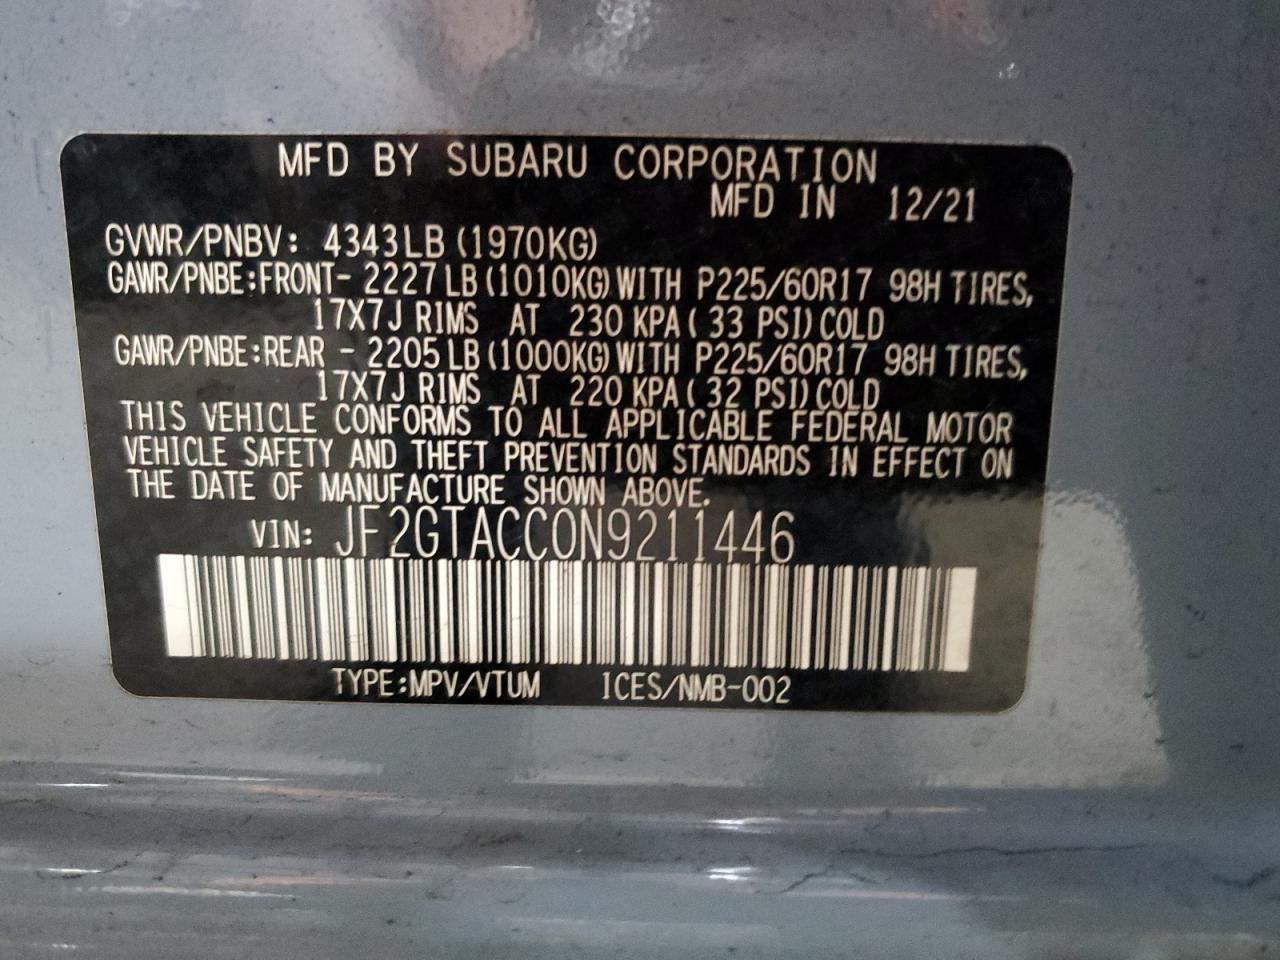 MFD BY SUBARU CORPORATION
MFD IN 12/21
GVWR/PNBV: 4343LB (1970KG)
GAWR/PNBE:FRONT- 2227 LB (1010KG) WITH P225/60R17 98H TIRES,
17X7J RIMS AT 230 KPA ( 33 PSI) COLD
GAWR/PNBE:REAR - 2205 LB (1000KG) WITH P225/60R17 98H TIRES,
17X7J RIMS AT 220 KPA ( 32 PSI) COLD
THIS VEHICLE CONFORMS TO ALL APPLICABLE FEDERAL MOTOR
VEHICLE SAFETY AND THEFT PREVENTION STANDARDS IN EFFECT ON
THE DATE OF MANUFACTURE SHOWN ABOVE.
VIN: JF2GTACC0N9211446
TYPE:MPV/VTUM ICES/NMB-002